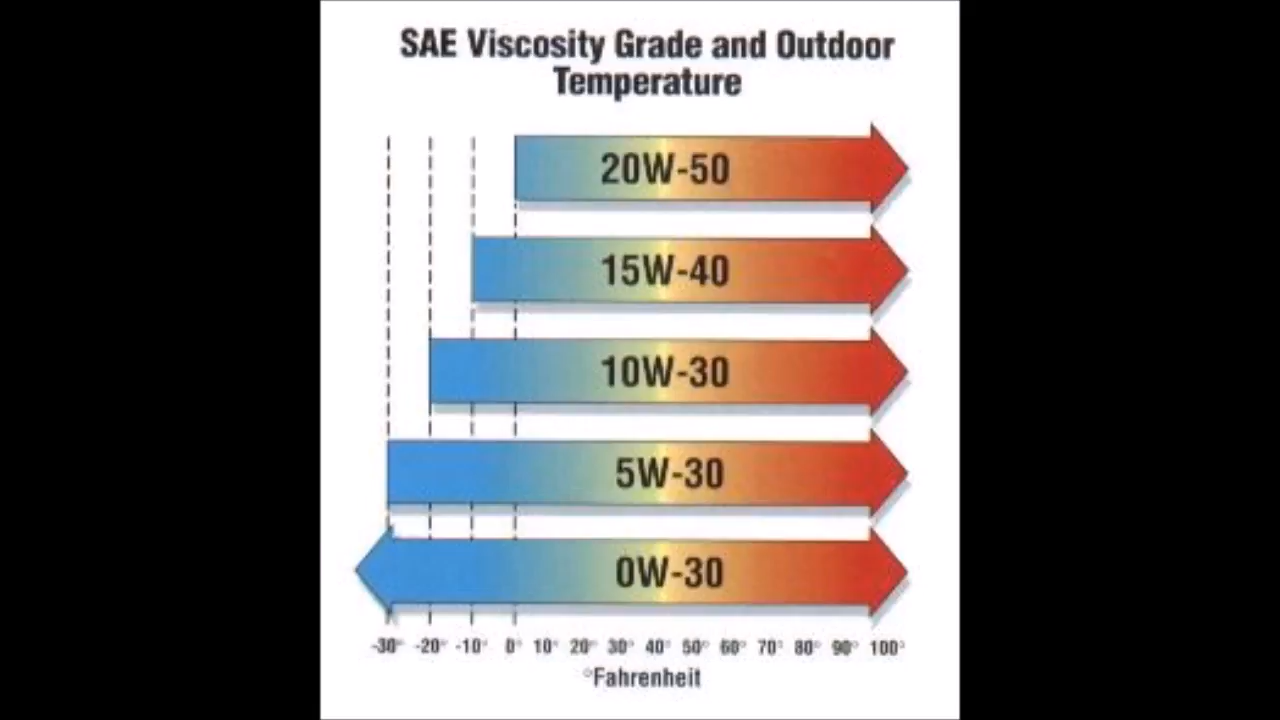 SAE Viscosity Grade and Outdoor
Temperature
20W-50
15W-40
10W-30
5W-30
0W-30
-30° -20° -10° 0° 10° 20° 30° 40° 50° 60° 70° 80° 90° 100°
°Fahrenheit